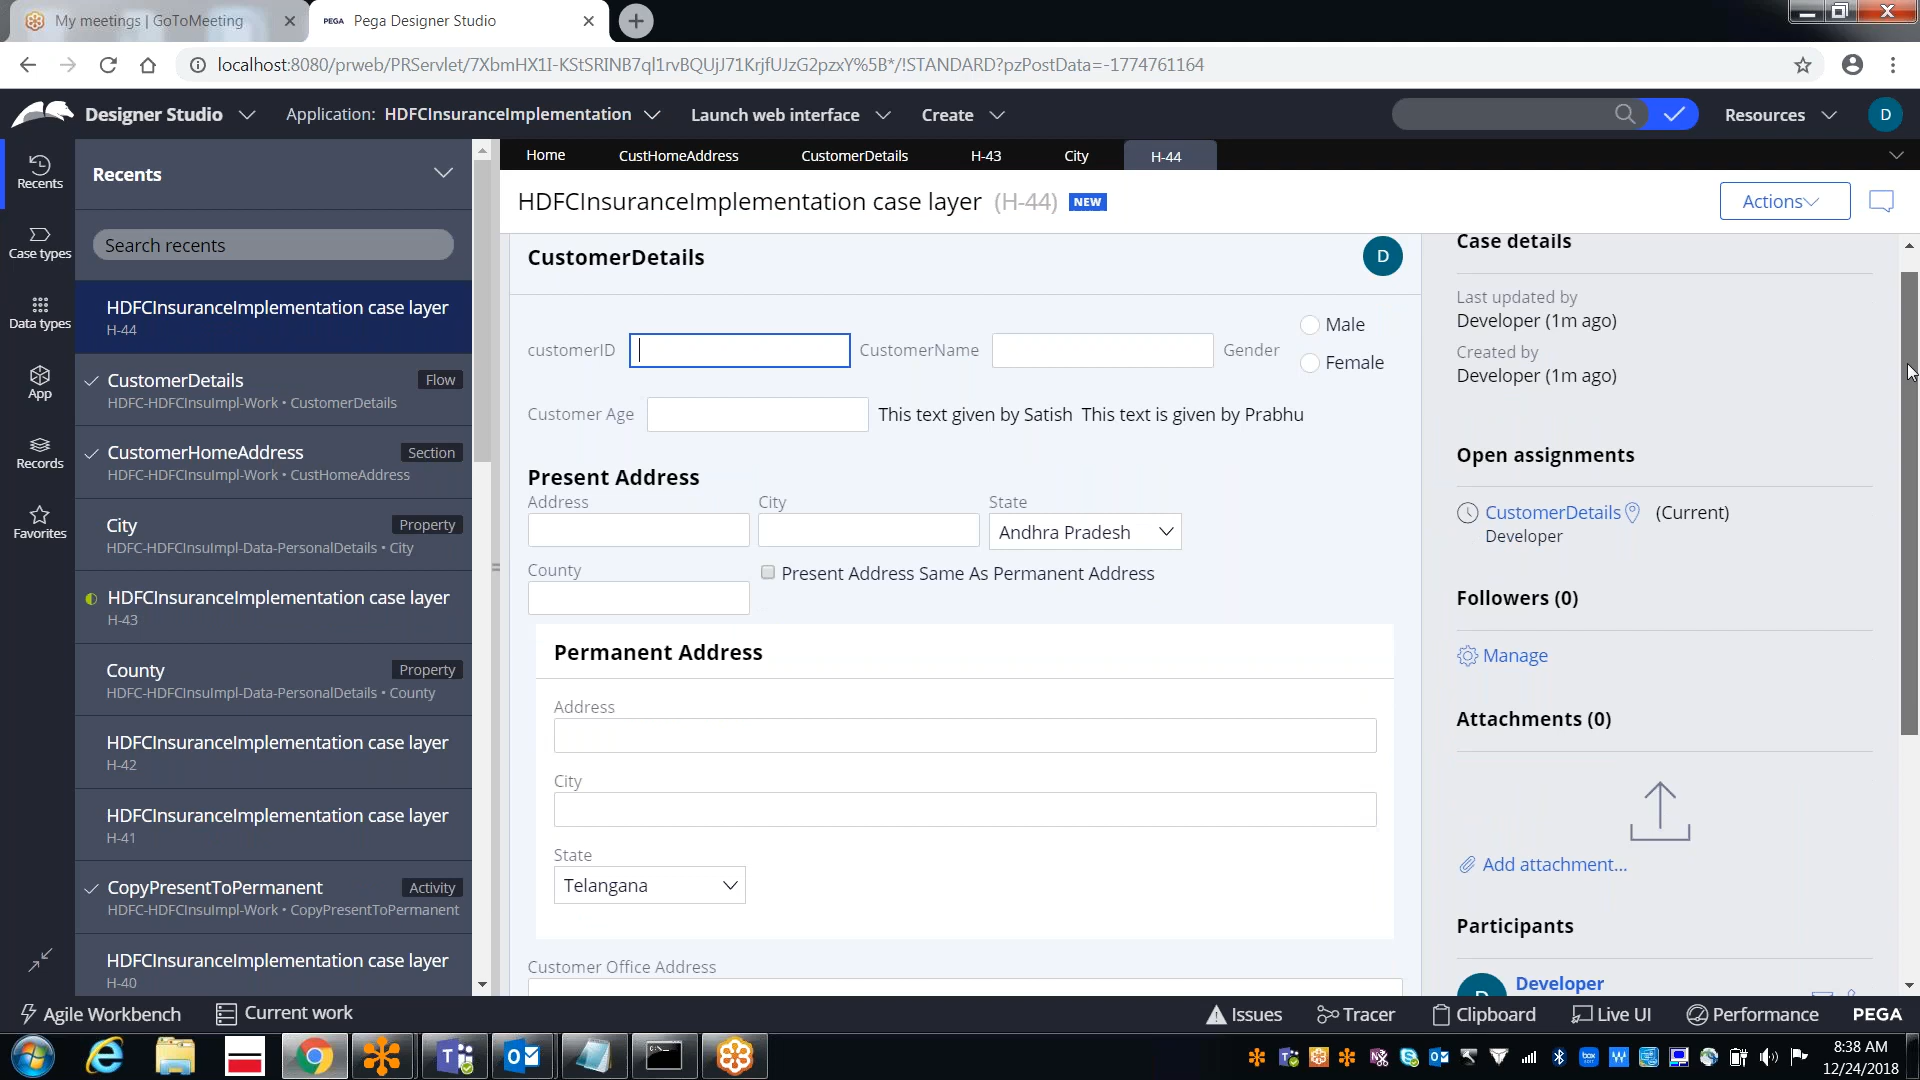 My meetings | GoToMeeting
PEGA Pega Designer Studio
localhost:8080/prweb/PRServlet/7XbmHX1I-KStSRINB7ql1rvBQUjJ71KrjfUJzG2pzxY%5B*/!STANDARD?pzPostData=-1774761164
Designer Studio
Application: HDFCInsuranceImplementation
Launch web interface
Create
Resources
D
Recents
Case types
Data types
App
Records
Favorites
Recents
Search recents
HDFCInsuranceImplementation case layer
H-44
CustomerDetails Flow
HDFC-HDFCInsuImpl-Work • CustomerDetails
CustomerHomeAddress Section
HDFC-HDFCInsuImpl-Work • CustHomeAddress
City Property
HDFC-HDFCInsuImpl-Data-PersonalDetails • City
HDFCInsuranceImplementation case layer
H-43
County Property
HDFC-HDFCInsuImpl-Data-PersonalDetails • County
HDFCInsuranceImplementation case layer
H-42
HDFCInsuranceImplementation case layer
H-41
CopyPresentToPermanent Activity
HDFC-HDFCInsuImpl-Work • CopyPresentToPermanent
HDFCInsuranceImplementation case layer
H-40
Home CustHomeAddress CustomerDetails H-43 City H-44
HDFCInsuranceImplementation case layer (H-44) NEW
Actions
CustomerDetails
D
customerID CustomerName Gender
Male
Female
Customer Age This text given by Satish This text is given by Prabhu
Present Address
Address City State
Andhra Pradesh
County
Present Address Same As Permanent Address
Permanent Address
Address
City
State
Telangana
Customer Office Address
Case details
Last updated by
Developer (1m ago)
Created by
Developer (1m ago)
Open assignments
CustomerDetails (Current)
Developer
Followers (0)
Manage
Attachments (0)
Add attachment...
Participants
Developer
Agile Workbench
Current work
Issues
Tracer
Clipboard
Live UI
Performance
PEGA
8:38 AM
12/24/2018